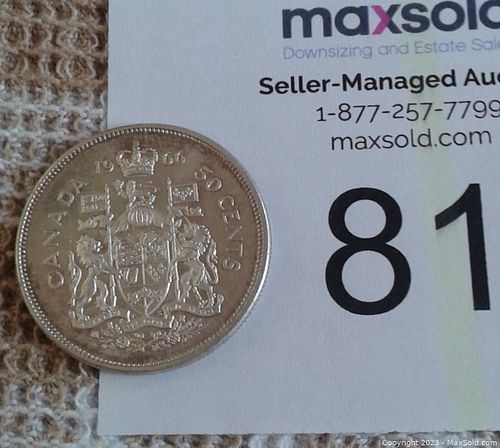 maxsold
Downsizing and Estate Sale
Seller-Managed Auc
1-877-257-7799
maxsold.com
81
1966
CANADA
50 CENTS
Copyright 2023 - MaxSold.com